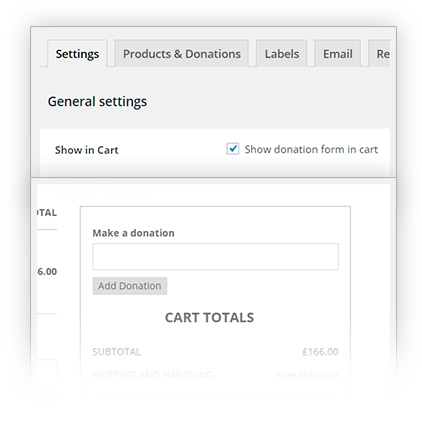 Settings Products & Donations Labels Email Re
General settings
Show in Cart Show donation form in cart
OTAL
Make a donation
6.00
Add Donation
CART TOTALS
SUBTOTAL £166.00
SHIPPING AND HANDLING Free Shipping